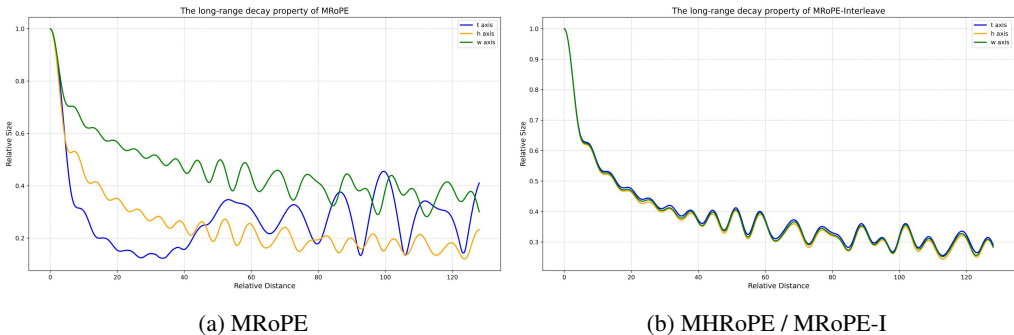 The long-range decay property of MRoPE
t axis
h axis
w axis
1.0
0.8
0.6
0.4
0.2
Relative Size
0
20
40
60
80
100
120
Relative Distance
(a) MRoPE
The long-range decay property of MRoPE-Interleave
t axis
h axis
w axis
1.0
0.9
0.8
0.7
0.6
0.5
0.4
0.3
Relative Size
0
20
40
60
80
100
120
Relative Distance
(b) MHRoPE / MRoPE-I